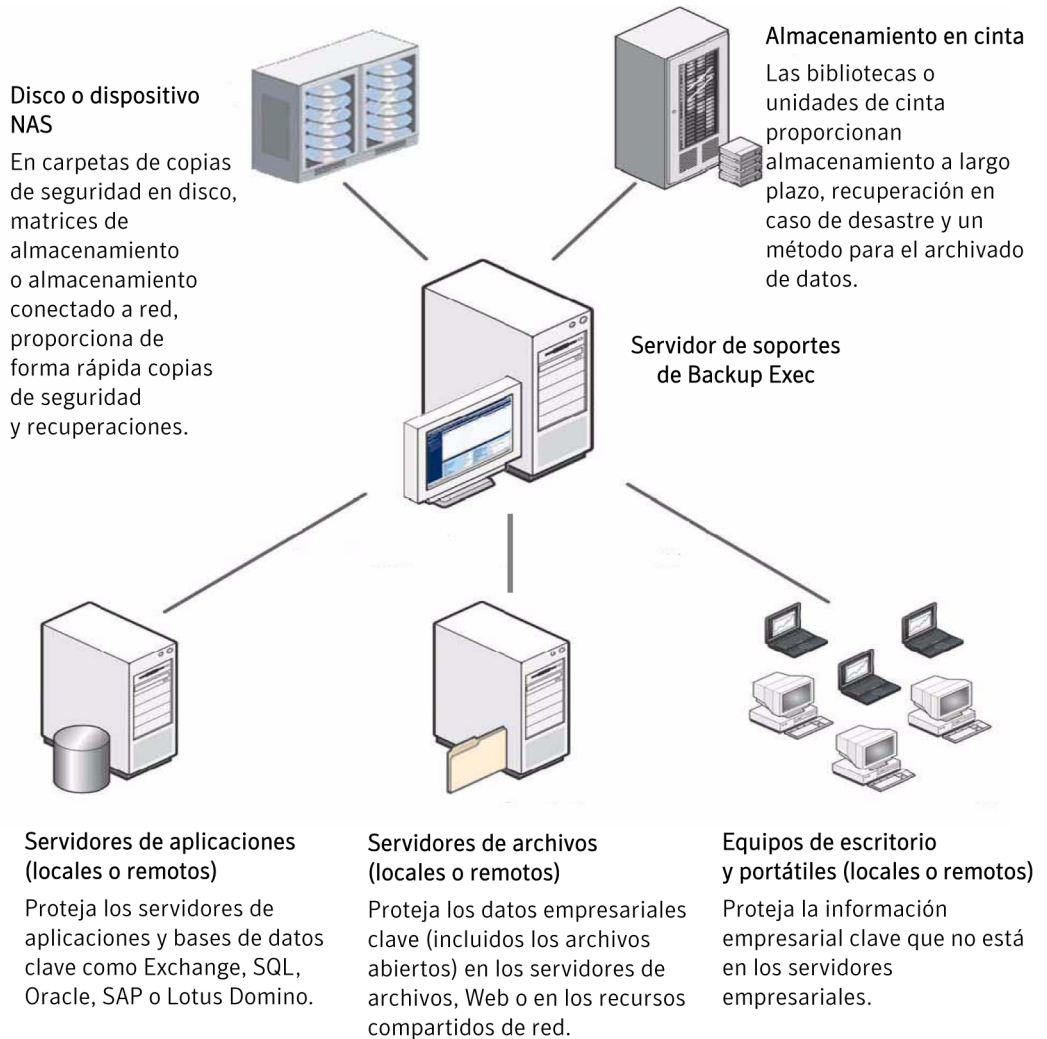 Disco o dispositivo
NAS
En carpetas de copias
de seguridad en disco,
matrices de
almacenamiento
o almacenamiento
conectado a red,
proporciona de
forma rápida copias
de seguridad
y recuperaciones.
Almacenamiento en cinta
Las bibliotecas o
unidades de cinta
proporcionan
almacenamiento a largo
plazo, recuperación en
caso de desastre y un
método para el archivado
de datos.
Servidor de soportes
de Backup Exec
Servidores de aplicaciones
(locales o remotos)
Proteja los servidores de
aplicaciones y bases de datos
clave como Exchange, SQL,
Oracle, SAP o Lotus Domino.
Servidores de archivos
(locales o remotos)
Proteja los datos empresariales
clave (incluidos los archivos
abiertos) en los servidores de
archivos, Web o en los recursos
compartidos de red.
Equipos de escritorio
y portátiles (locales o remotos)
Proteja la información
empresarial clave que no está
en los servidores
empresariales.